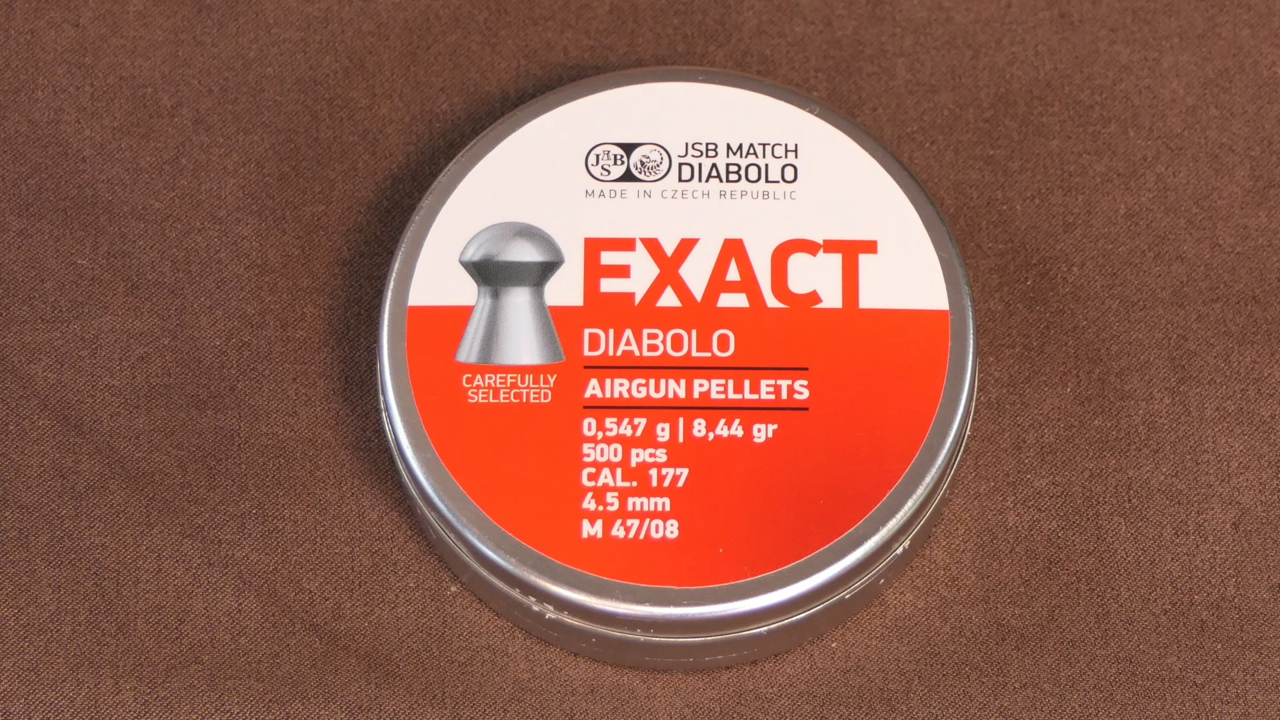 JSB
JSB MATCH
DIABOLO
MADE IN CZECH REPUBLIC
EXACT
DIABOLO
CAREFULLY
SELECTED
AIRGUN PELLETS
0,547 g | 8,44 gr
500 pcs
CAL. 177
4.5 mm
M 47/08